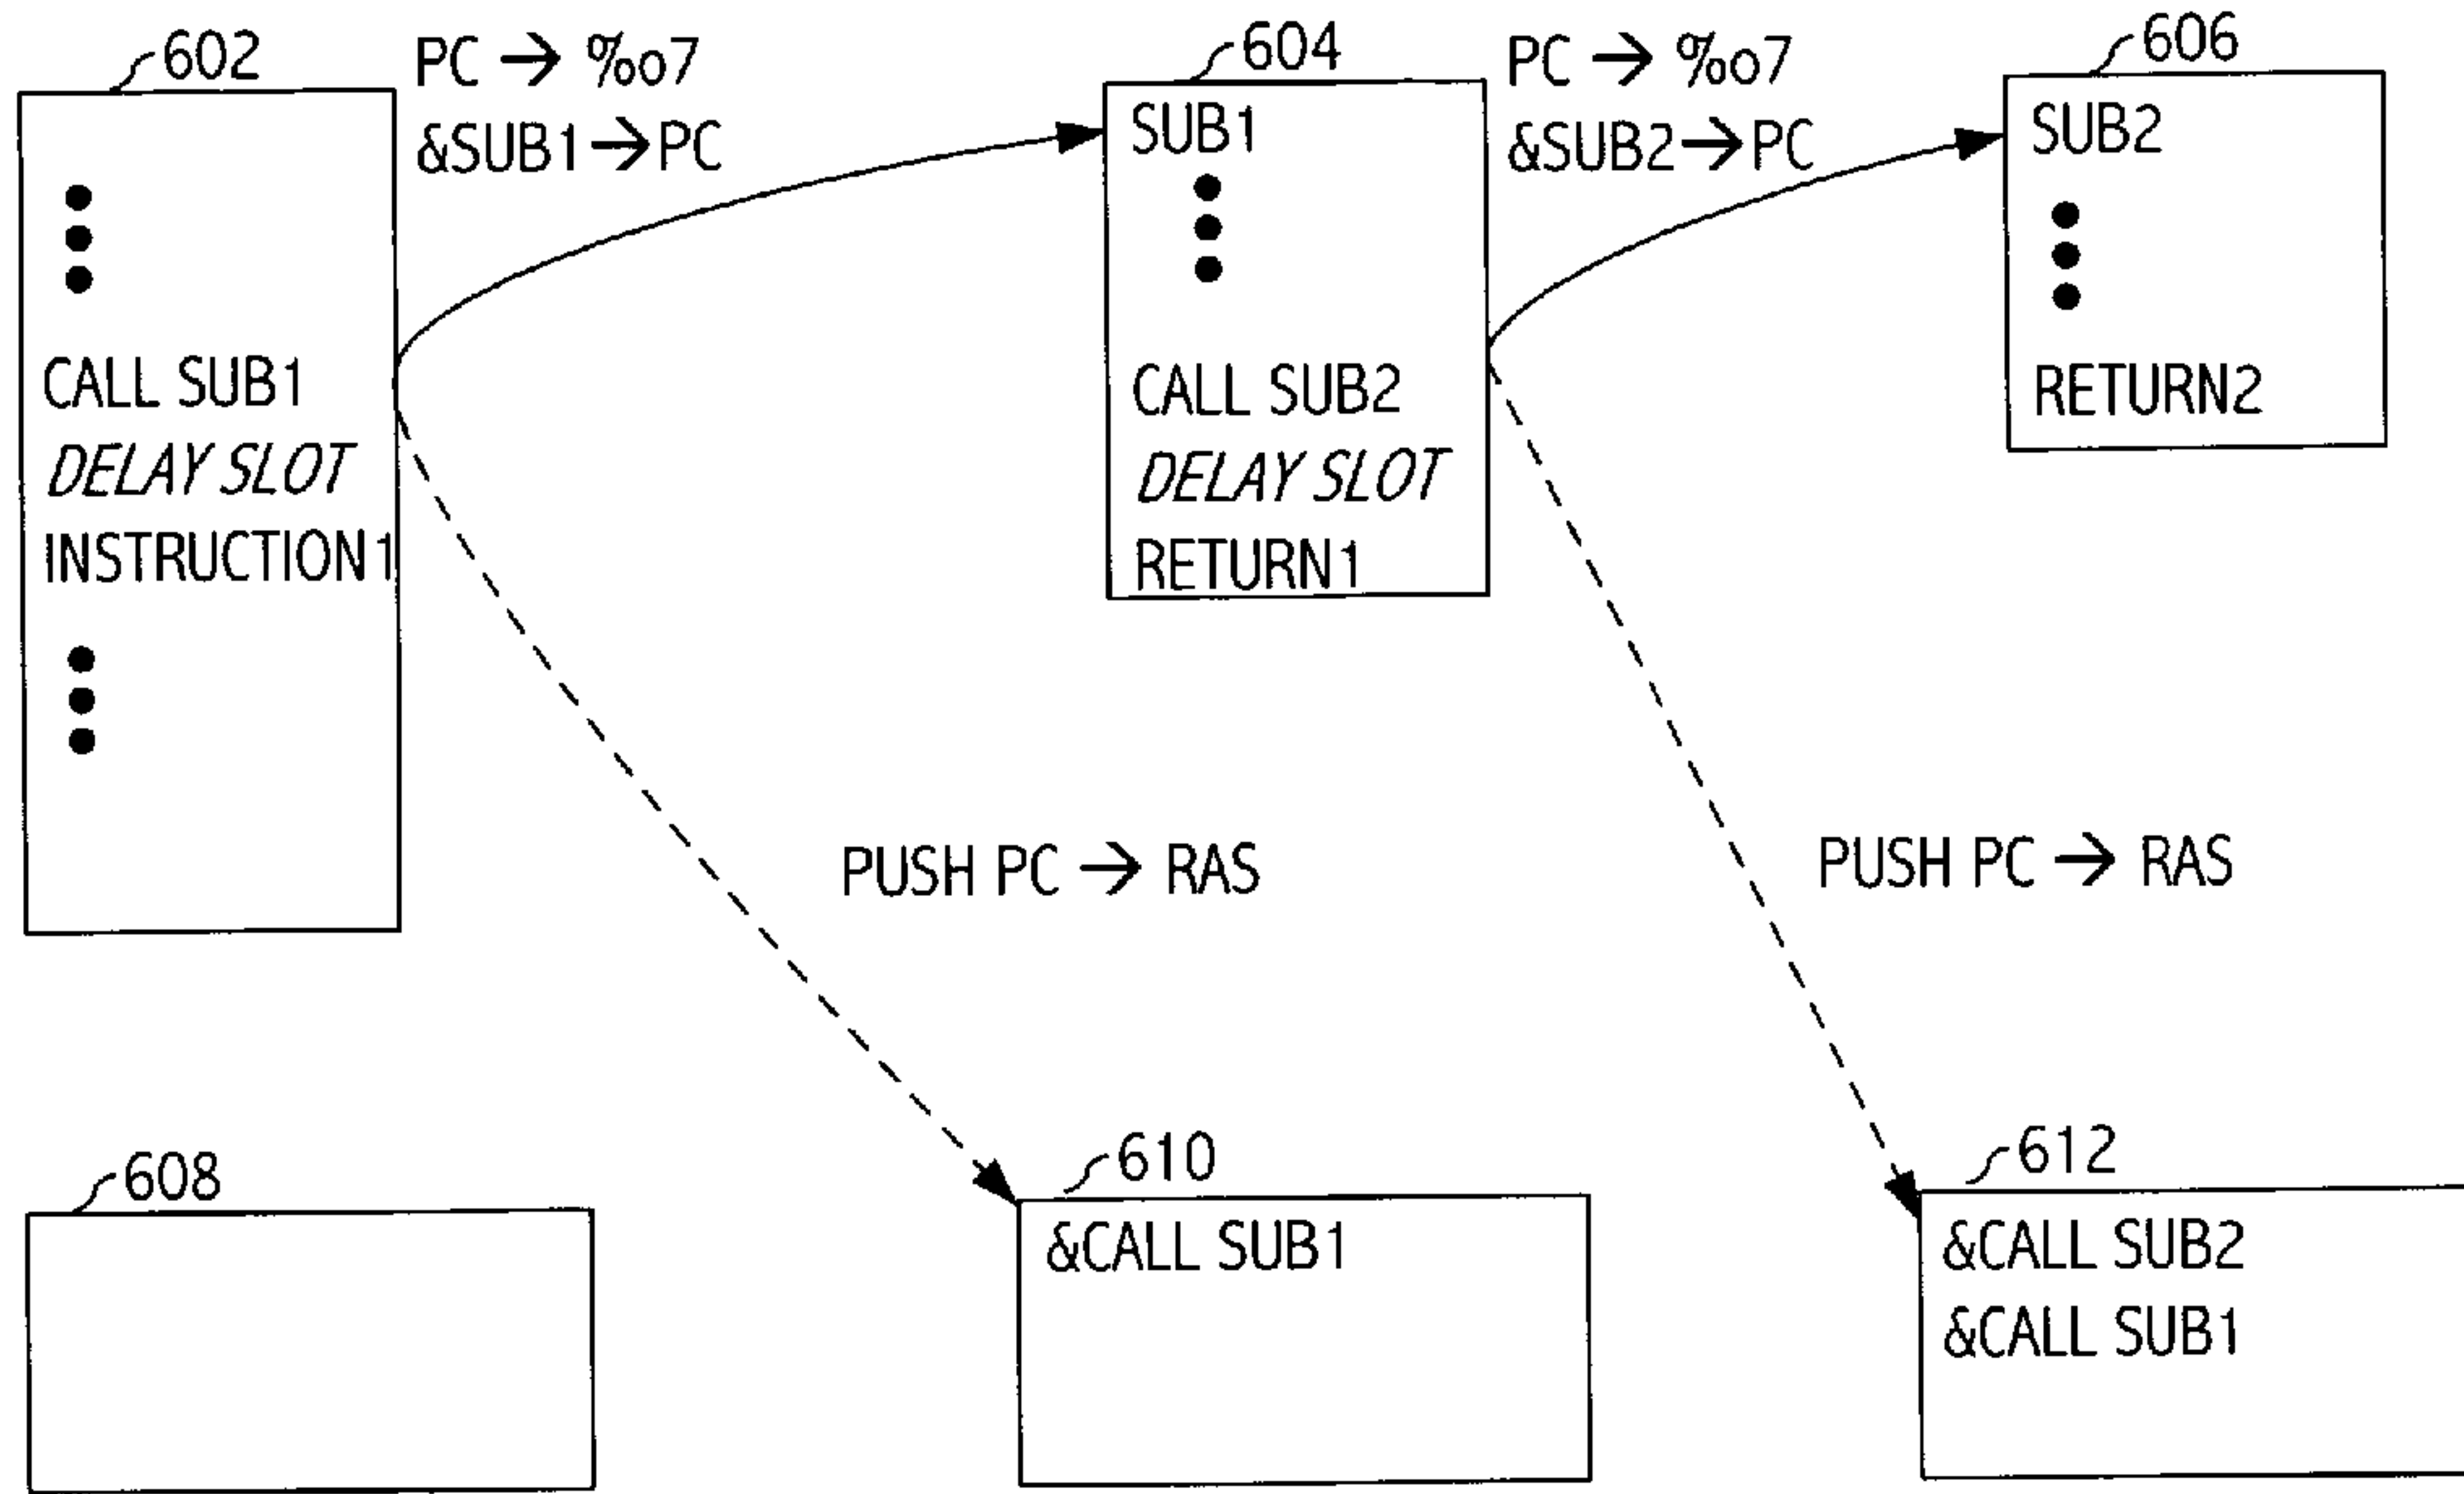 602
PC → %o7
&SUB1→PC
604
PC → %o7
&SUB2→PC
606
CALL SUB1
DELAY SLOT
INSTRUCTION1
SUB1
CALL SUB2
DELAY SLOT
RETURN1
SUB2
RETURN2
PUSH PC → RAS
PUSH PC → RAS
608
610
&CALL SUB1
612
&CALL SUB2
&CALL SUB1